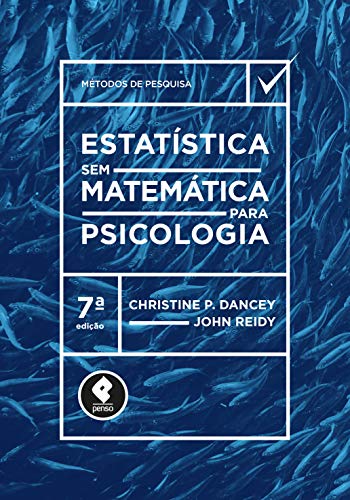 MÉTODOS DE PESQUISA
ESTATÍSTICA
SEM
MATEMÁTICA
PARA
PSICOLOGIA
7ª
edição
CHRISTINE P. DANCEY
JOHN REIDY
penso